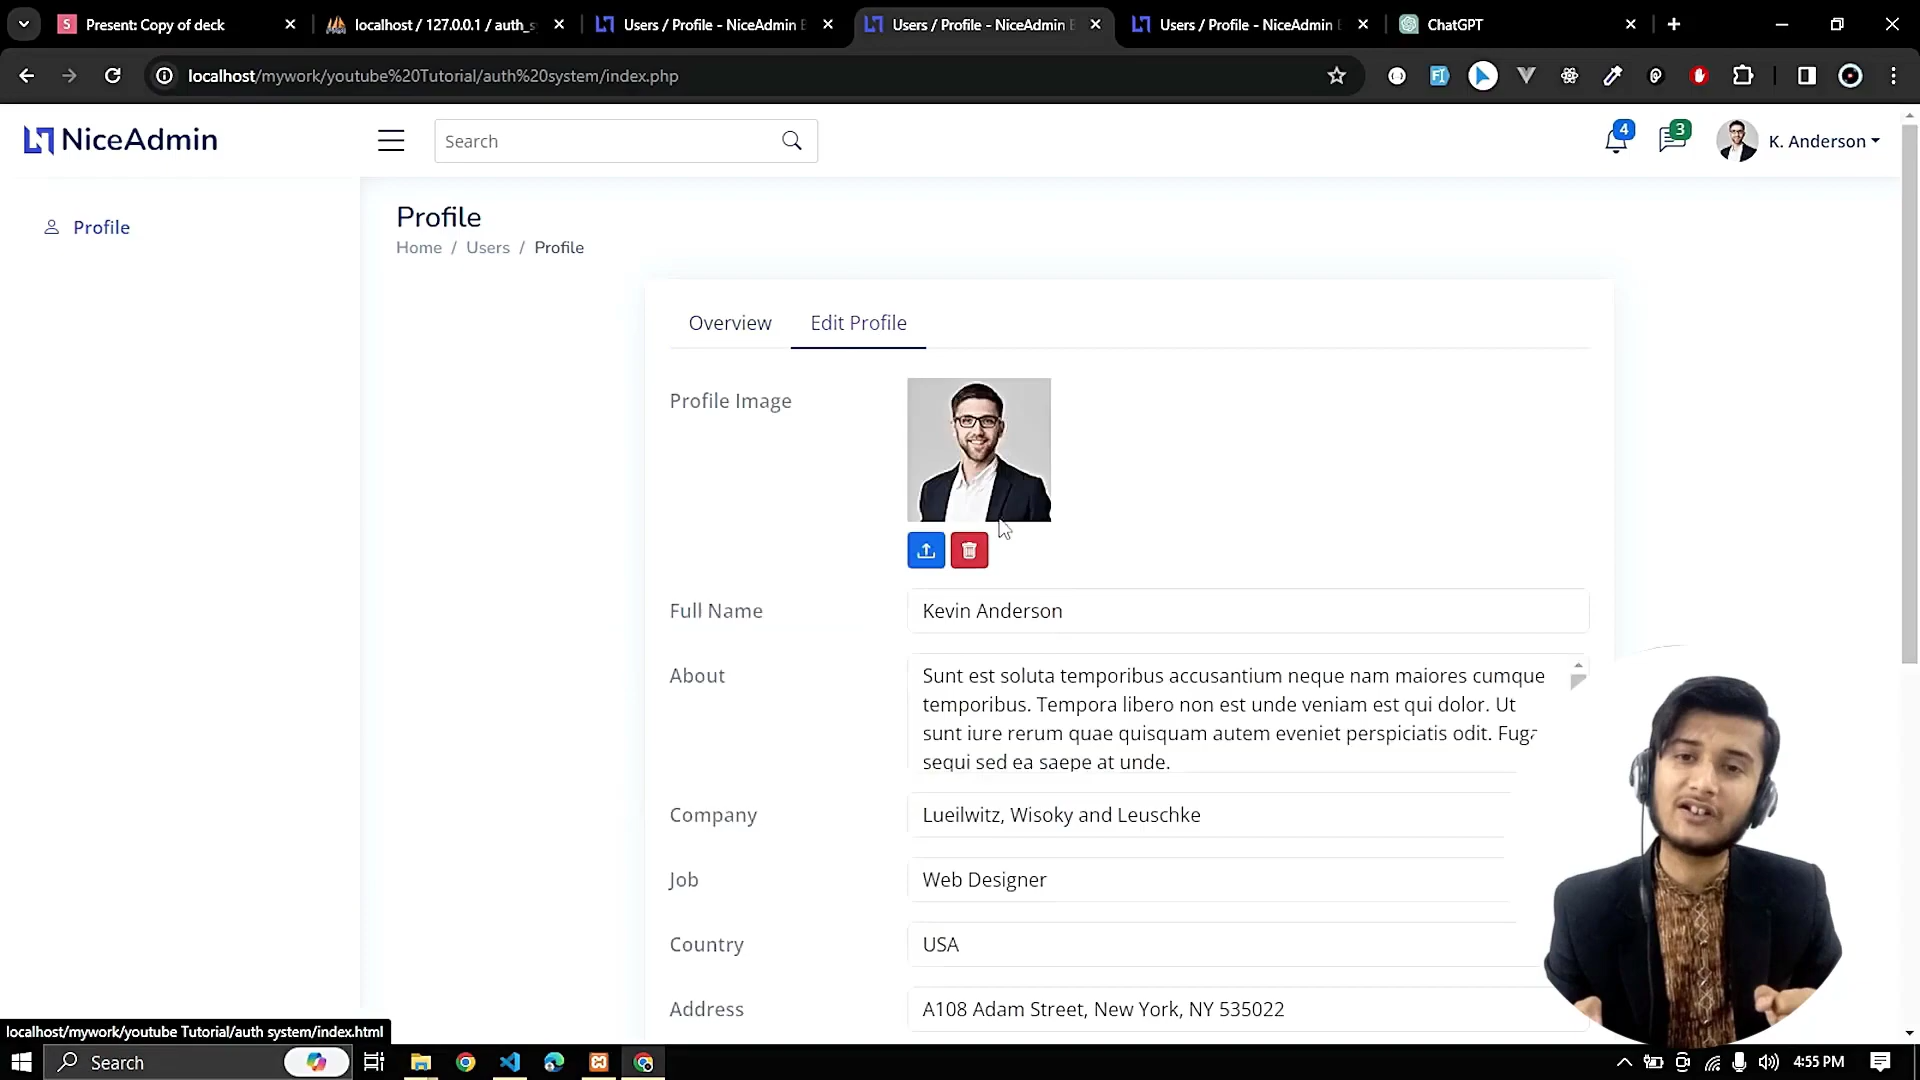 Present: Copy of deck
localhost / 127.0.0.1 / auth_s
Users / Profile - NiceAdmin
Users / Profile - NiceAdmin
Users / Profile - NiceAdmin
ChatGPT
localhost/mywork/youtube%20Tutorial/auth%20system/index.php
NiceAdmin
Search
4
3
K. Anderson
Profile
Profile
Home / Users / Profile
Overview
Edit Profile
Profile Image
Full Name
Kevin Anderson
About
Sunt est soluta temporibus accusantium neque nam maiores cumque
temporibus. Tempora libero non est unde veniam est qui dolor. Ut
sunt iure rerum quae quisquam autem eveniet perspiciatis odit. Fuga
sequi sed ea saepe at unde.
Company
Lueilwitz, Wisoky and Leuschke
Job
Web Designer
Country
USA
Address
A108 Adam Street, New York, NY 535022
localhost/mywork/youtube Tutorial/auth system/index.html
Search
4:55 PM